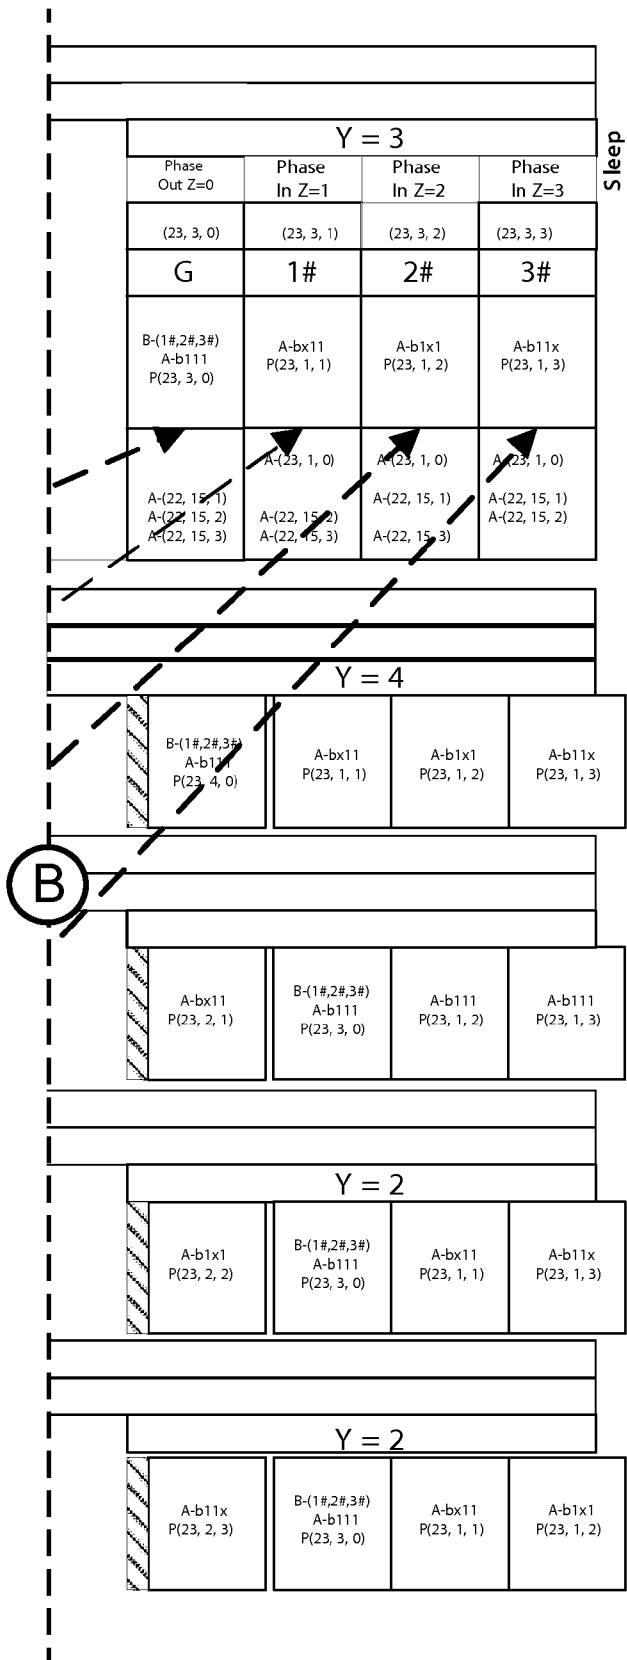 Y = 3
Sleep
Phase
Out Z=0
Phase
In Z=1
Phase
In Z=2
Phase
In Z=3
(23, 3, 0)
(23, 3, 1)
(23, 3, 2)
(23, 3, 3)
G
1#
2#
3#
B-(1#,2#,3#)
A-b111
P(23, 3, 0)
A-bx11
P(23, 1, 1)
A-b1x1
P(23, 1, 2)
A-b11x
P(23, 1, 3)
A-(22, 15, 1)
A-(22, 15, 2)
A-(22, 15, 3)
A-(23, 1, 0)
A-(22, 15, 2)
A-(22, 15, 3)
A-(23, 1, 0)
A-(22, 15, 1)
A-(22, 15, 3)
A-(23, 1, 0)
A-(22, 15, 1)
A-(22, 15, 2)
Y = 4
B-(1#,2#,3#)
A-b111
P(23, 4, 0)
A-bx11
P(23, 1, 1)
A-b1x1
P(23, 1, 2)
A-b11x
P(23, 1, 3)
B
A-bx11
P(23, 2, 1)
B-(1#,2#,3#)
A-b111
P(23, 3, 0)
A-b111
P(23, 1, 2)
A-b111
P(23, 1, 3)
Y = 2
A-b1x1
P(23, 2, 2)
B-(1#,2#,3#)
A-b111
P(23, 3, 0)
A-bx11
P(23, 1, 1)
A-b11x
P(23, 1, 3)
Y = 2
A-b11x
P(23, 2, 3)
B-(1#,2#,3#)
A-b111
P(23, 3, 0)
A-bx11
P(23, 1, 1)
A-b1x1
P(23, 1, 2)